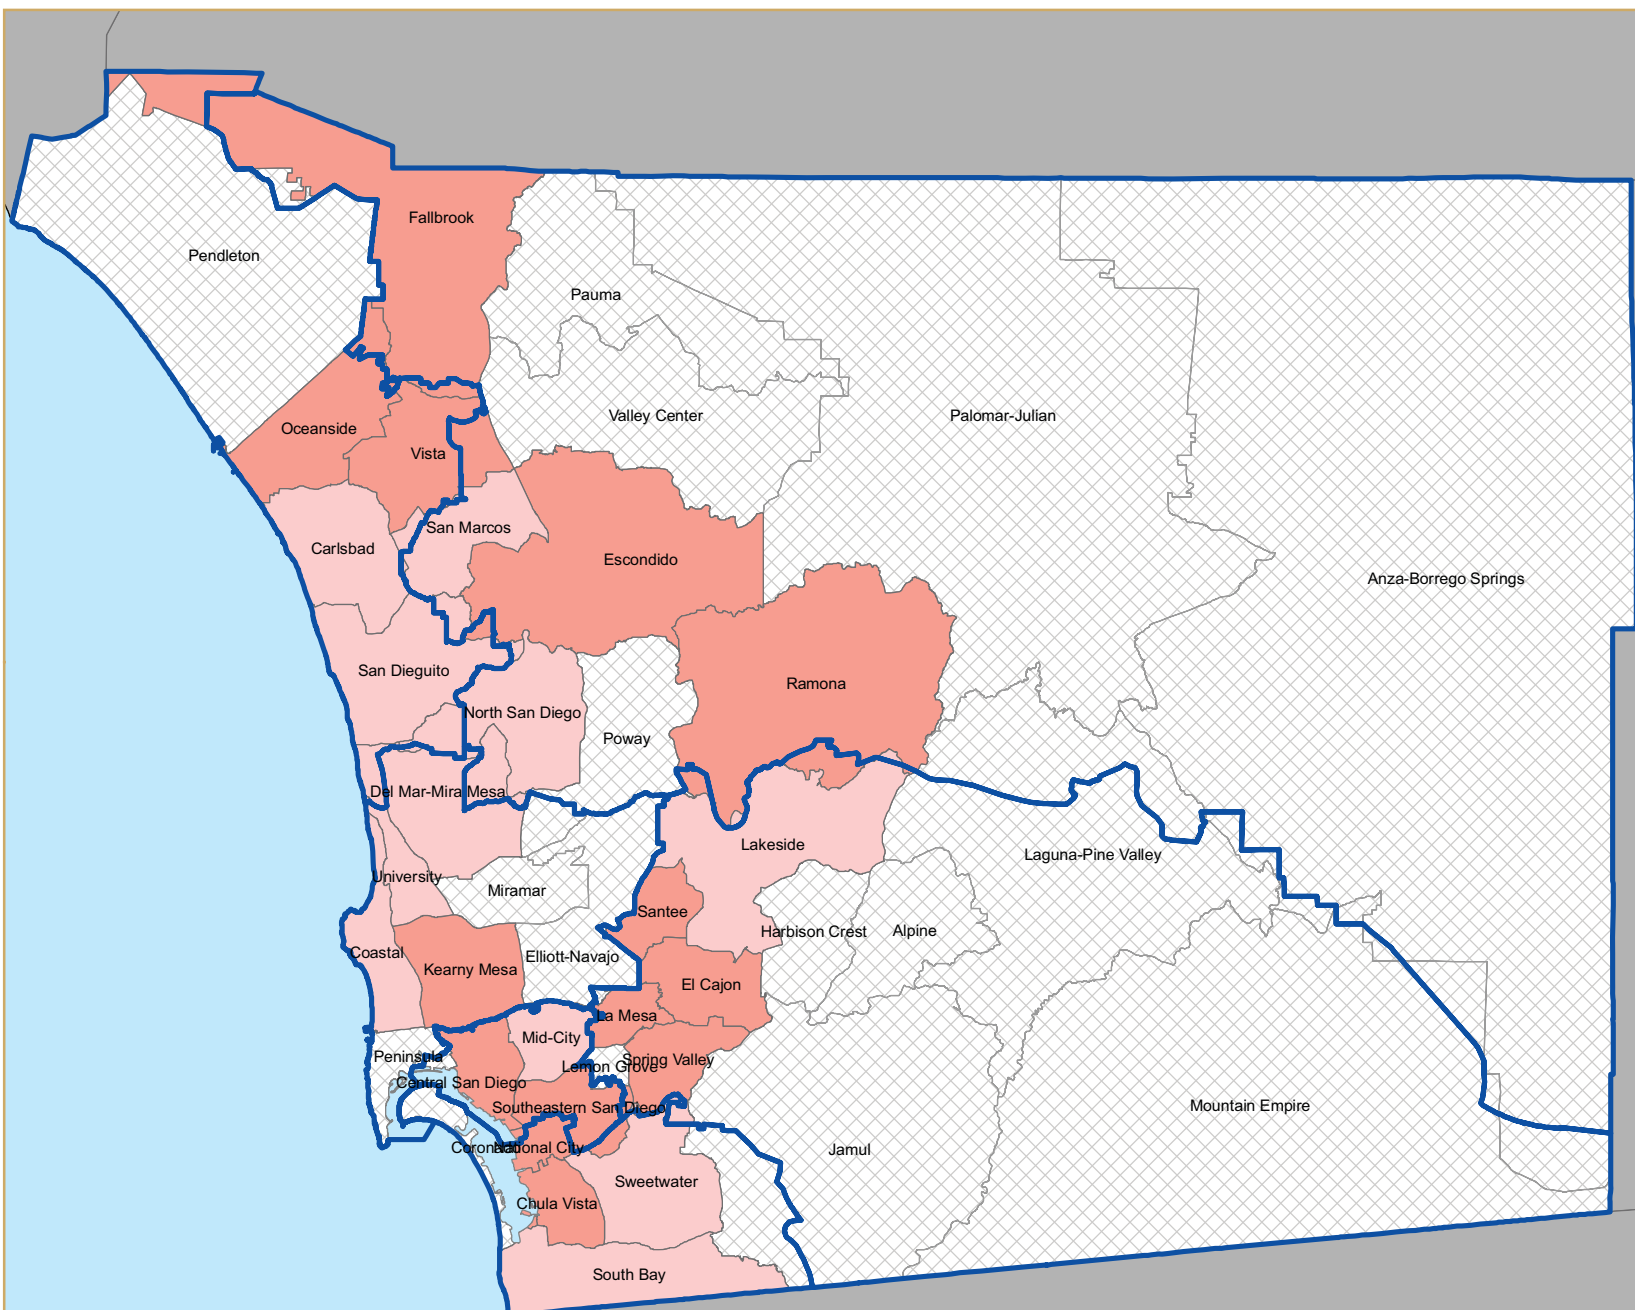 Fallbrook
Pendleton
Pauma
Valley Center
Palomar-Julian
Oceanside
Vista
San Marcos
Carlsbad
Escondido
Anza-Borrego Springs
San Dieguito
Ramona
North San Diego
Poway
Del Mar-Mira Mesa
Lakeside
Laguna-Pine Valley
University
Miramar
Santee
Harbison Crest
Alpine
Coastal
Elliott-Navajo
Kearny Mesa
El Cajon
La Mesa
Mid-City
Peninsula
Lemon Grove
Spring Valley
Central San Diego
Southeastern San Diego
Mountain Empire
Coronado
National City
Jamul
Sweetwater
Chula Vista
South Bay